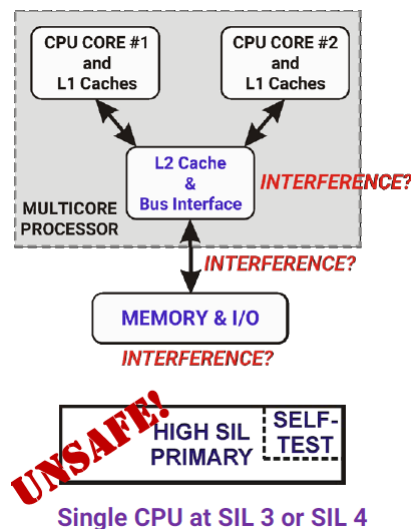 CPU CORE #1
and
L1 Caches
CPU CORE #2
and
L1 Caches
L2 Cache
&
Bus Interface
INTERFERENCE?
MULTICORE
PROCESSOR
INTERFERENCE?
MEMORY & I/O
INTERFERENCE?
UNSAFE!
HIGH SIL
PRIMARY
SELF-
TEST
Single CPU at SIL 3 or SIL 4